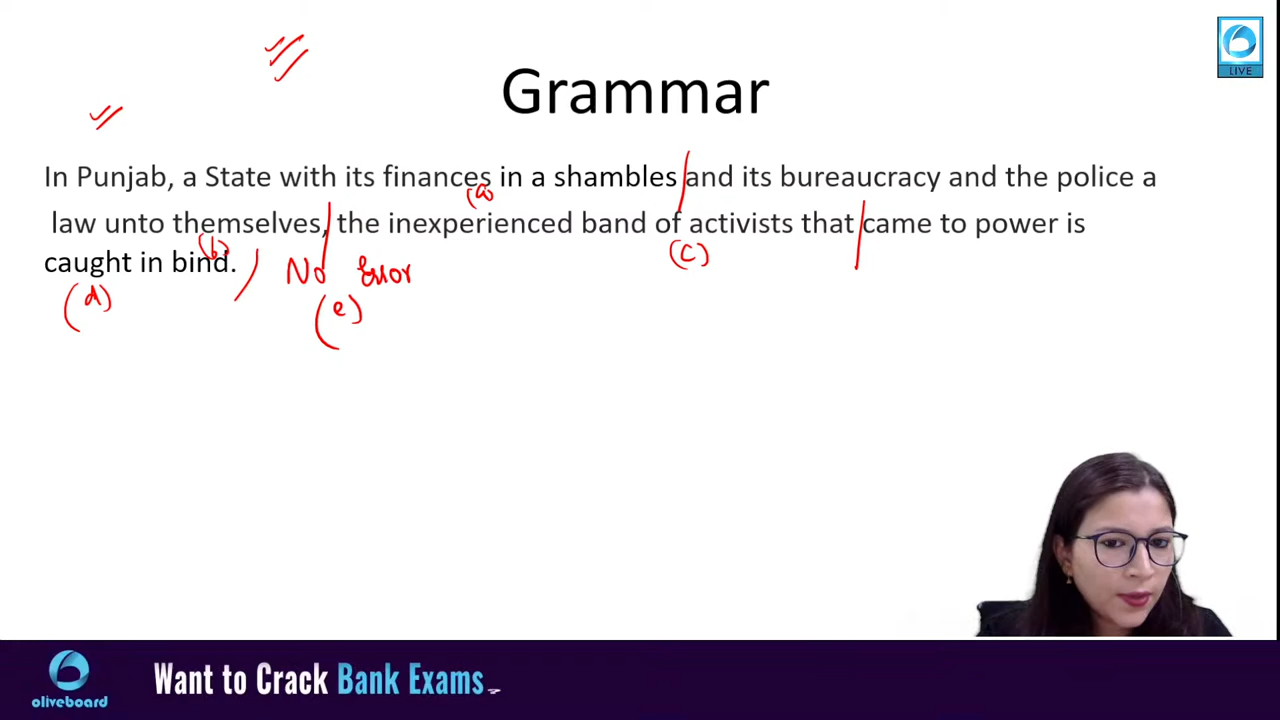 LIVE
Grammar
In Punjab, a State with its finances in a shambles and its bureaucracy and the police a
(a)
law unto themselves, the inexperienced band of activists that came to power is
(b)
(c)
caught in bind. No Error
(d)
(e)
Want to Crack Bank Exams
oliveboard